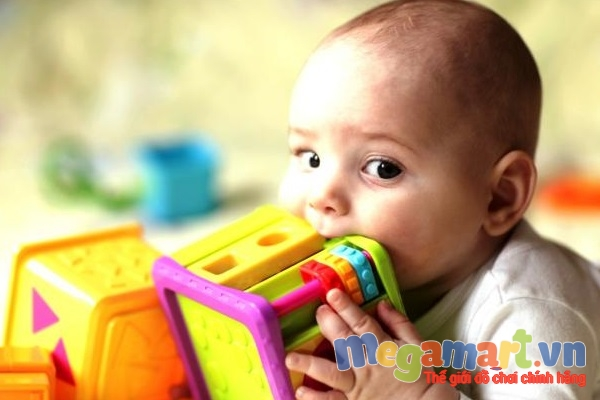 megamart.vn
Thế giới đồ chơi chính hãng